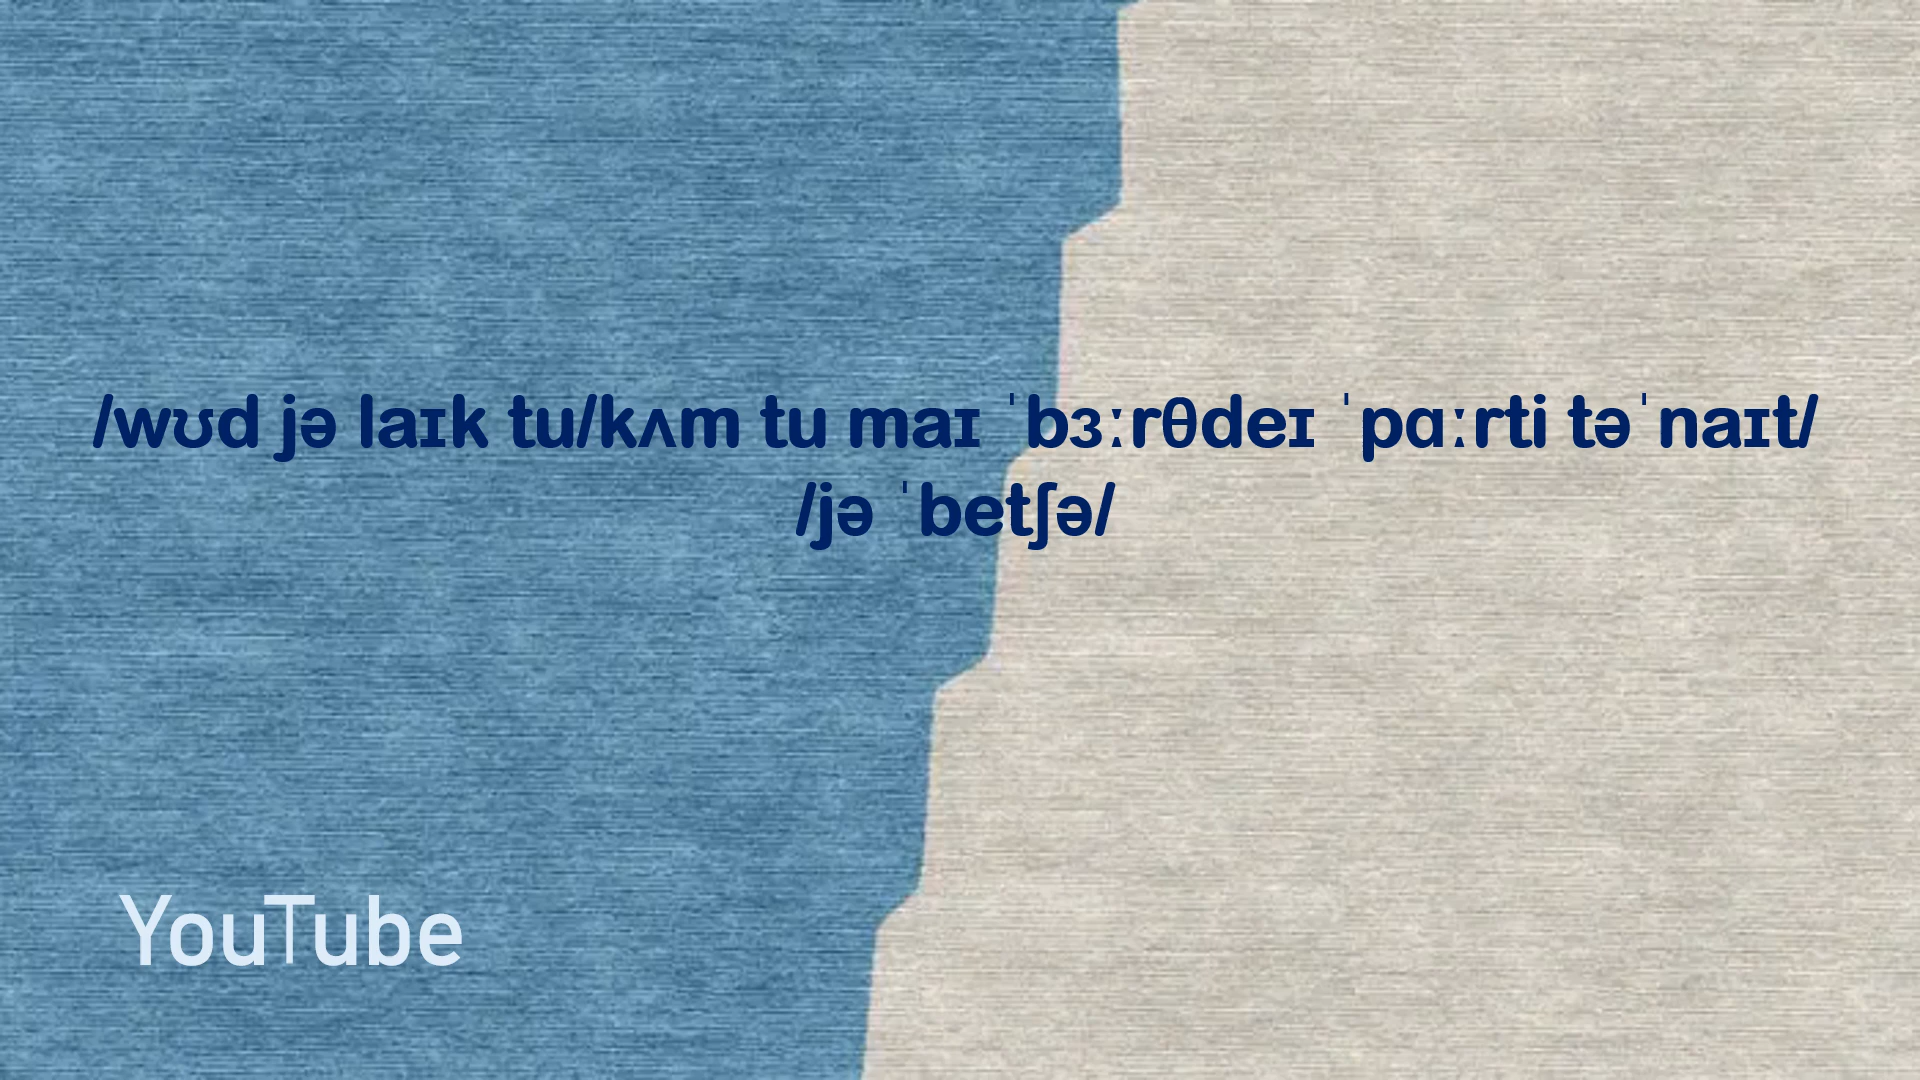 /wʊd jə laɪk tu/kʌm tu maɪ ˈbɜːrθdeɪ ˈpɑːrti təˈnaɪt/
/jə ˈbetʃə/
YouTube